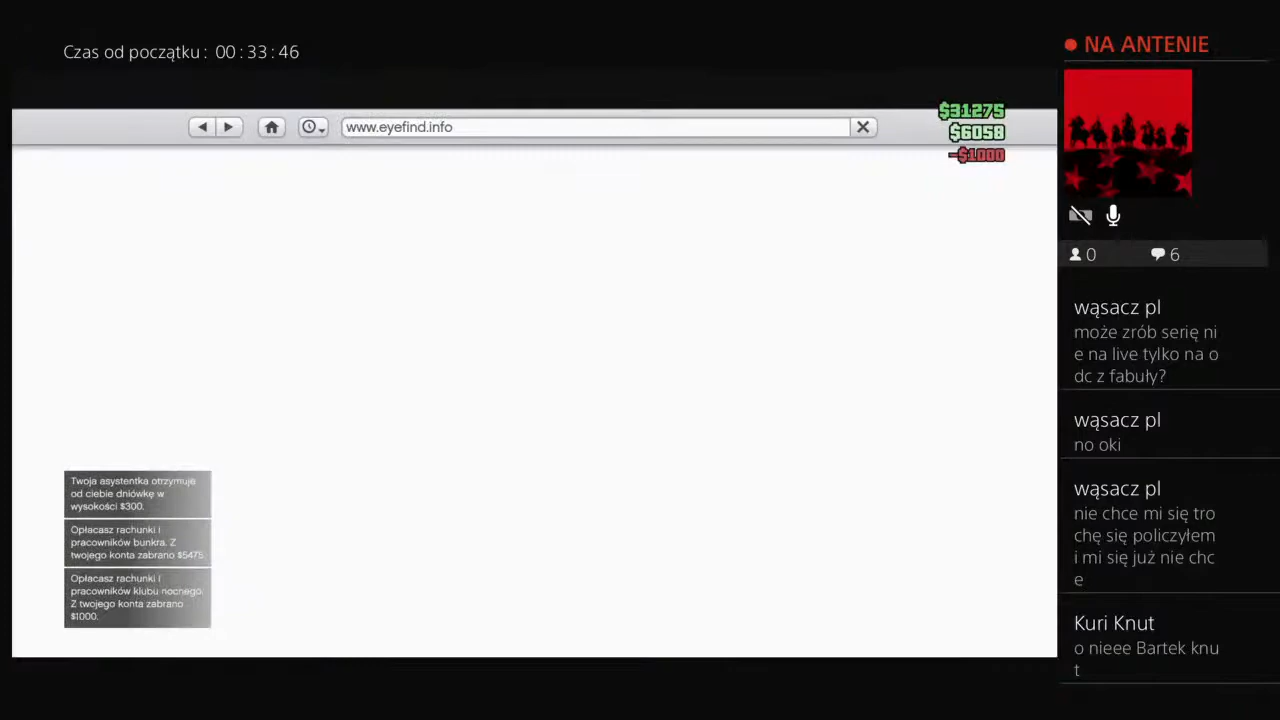 Czas od początku: 00:33:46
NA ANTENIE
www.eyefind.info
$31275
$6058
-$1000
0
6
wąsacz pl
może zrób serię ni
e na live tylko na o
dc z fabuły?
wąsacz pl
no oki
wąsacz pl
nie chce mi się tro
chę się policzyłem
i mi się już nie chc
e
Kuri Knut
o nieee Bartek knu
t
Twoja asystentka otrzymuje
od ciebie dniówkę w
wysokości $300.
Opłacasz rachunki i
pracowników bunkra. Z
twojego konta zabrano $5475
Opłacasz rachunki i
pracowników klubu nocnego.
Z twojego konta zabrano
$1000.